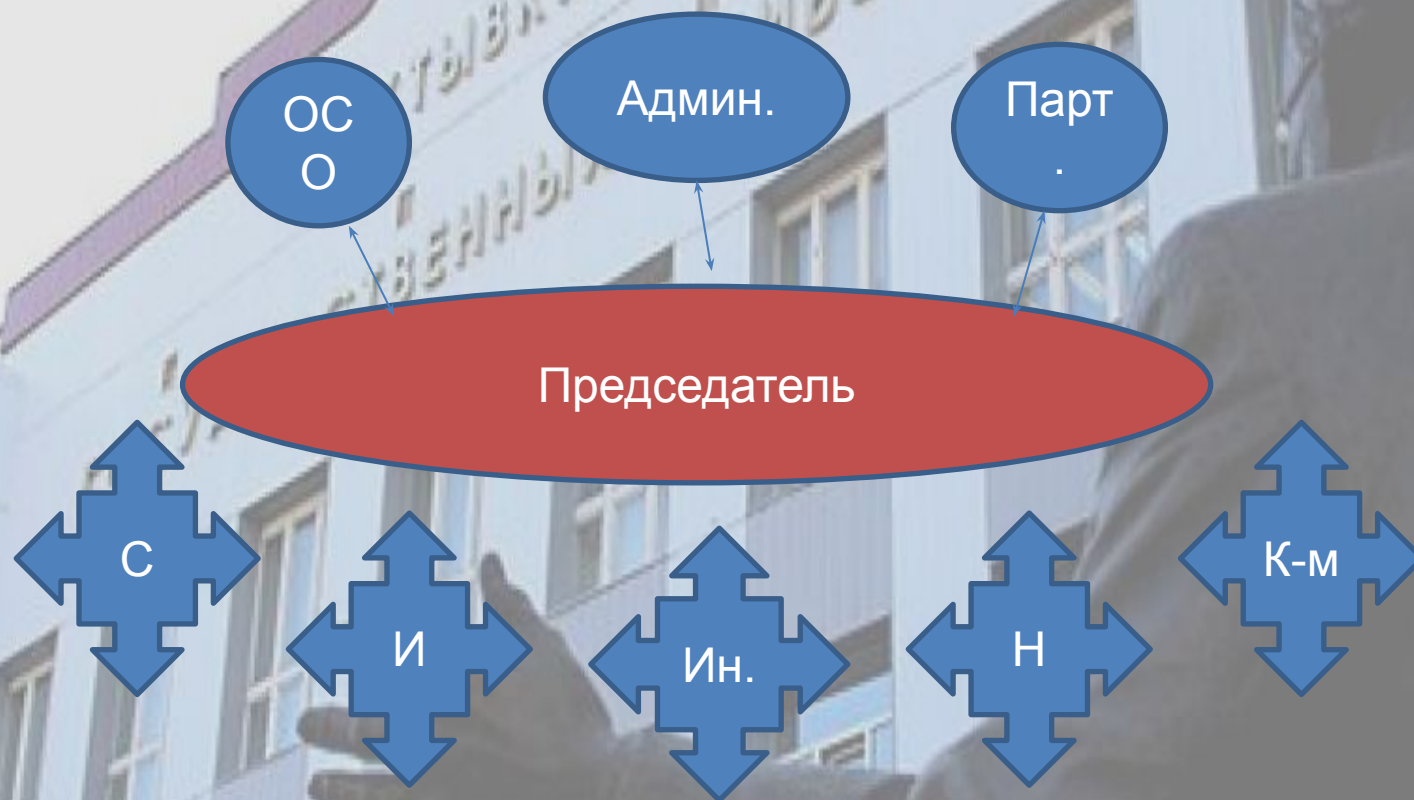 ОС
О
Админ.
Парт
.
Председатель
С
И
Ин.
Н
К-м